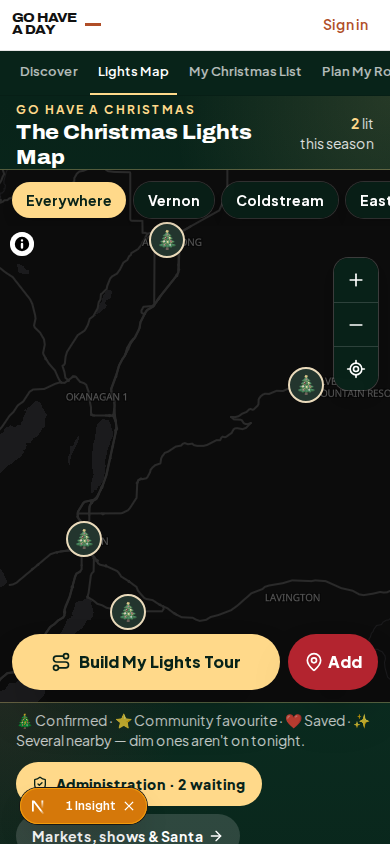 GO HAVE
A DAY
Sign in
Discover
Lights Map
My Christmas List
Plan My Ro
GO HAVE A CHRISTMAS
The Christmas Lights
Map
2 lit
this season
Everywhere
Vernon
Coldstream
East
OKANAGAN 1
OUNTAIN RESO
LAVINGTON
Build My Lights Tour
Add
🎄 Confirmed · ⭐ Community favourite · ❤️ Saved · ✨
Several nearby — dim ones aren't on tonight.
Administration · 2 waiting
1 Insight
Markets, shows & Santa →